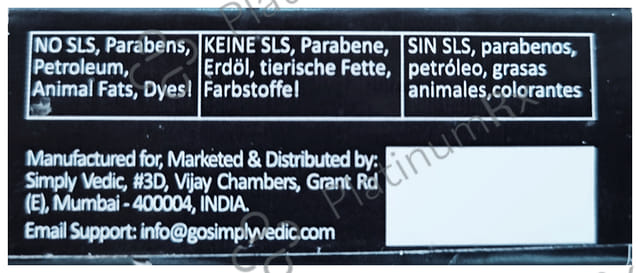 NO SLS, Parabens,
Petroleum,
Animal Fats, Dyes!
KEINE SLS, Parabene,
Erdöl, tierische Fette,
Farbstoffe!
SIN SLS, parabenos,
petróleo, grasas
animales,colorantes
Manufactured for, Marketed & Distributed by:
Simply Vedic, #3D, Vijay Chambers, Grant Rd
(E), Mumbai - 400004, INDIA.
Email Support: info@gosimplyvedic.com
PlatinumRx